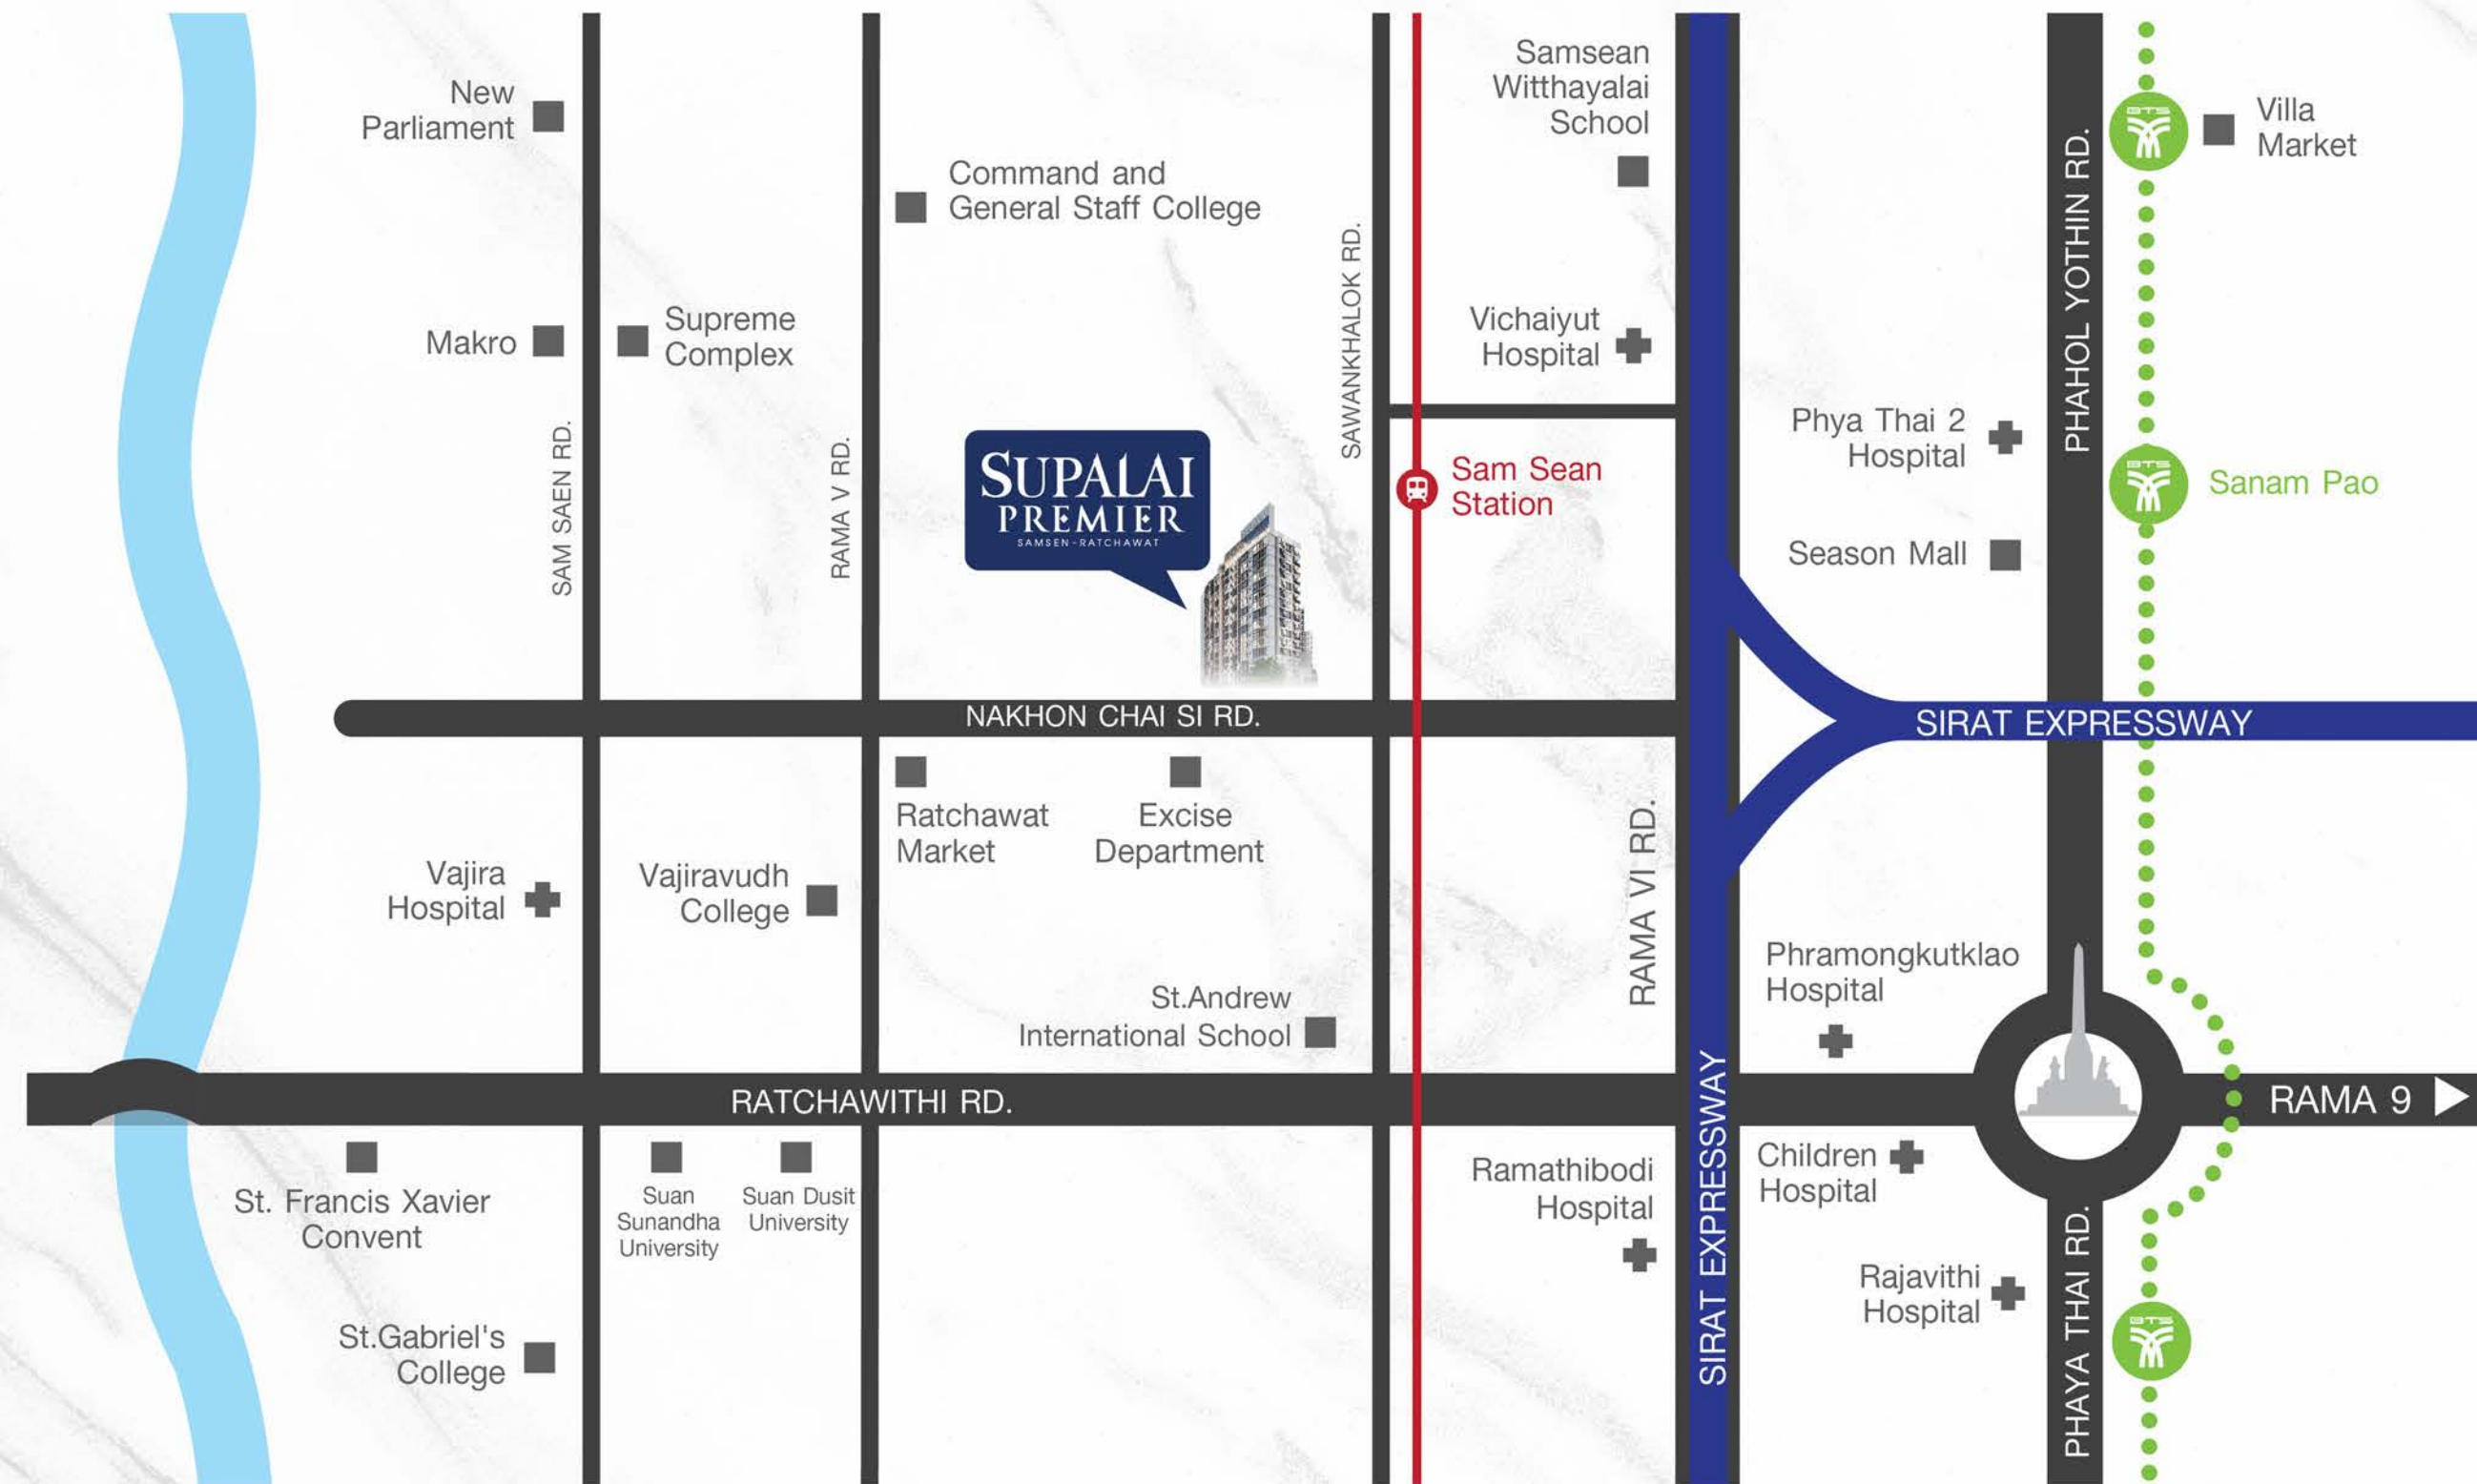 New
Parliament
Command and
General Staff College
Samsean
Witthayalai
School
Villa
Market
BTS
PHAHOL YOTHIN RD.
SAWANKHALOK RD.
Makro
Supreme
Complex
Vichaiyut
Hospital
Phya Thai 2
Hospital
SAM SAEN RD.
RAMA V RD.
SUPALAI
PREMIER
SAMSEN-RATCHAWAT
Sam Sean
Station
BTS
Sanam Pao
Season Mall
NAKHON CHAI SI RD.
SIRAT EXPRESSWAY
Ratchawat
Market
Excise
Department
RAMA VI RD.
Vajira
Hospital
Vajiravudh
College
Phramongkutklao
Hospital
St.Andrew
International School
RATCHAWITHI RD.
RAMA 9
SIRAT EXPRESSWAY
St. Francis Xavier
Convent
Suan
Sunandha
University
Suan Dusit
University
Ramathibodi
Hospital
Children
Hospital
Rajavithi
Hospital
PHAYA THAI RD.
BTS
St.Gabriel's
College